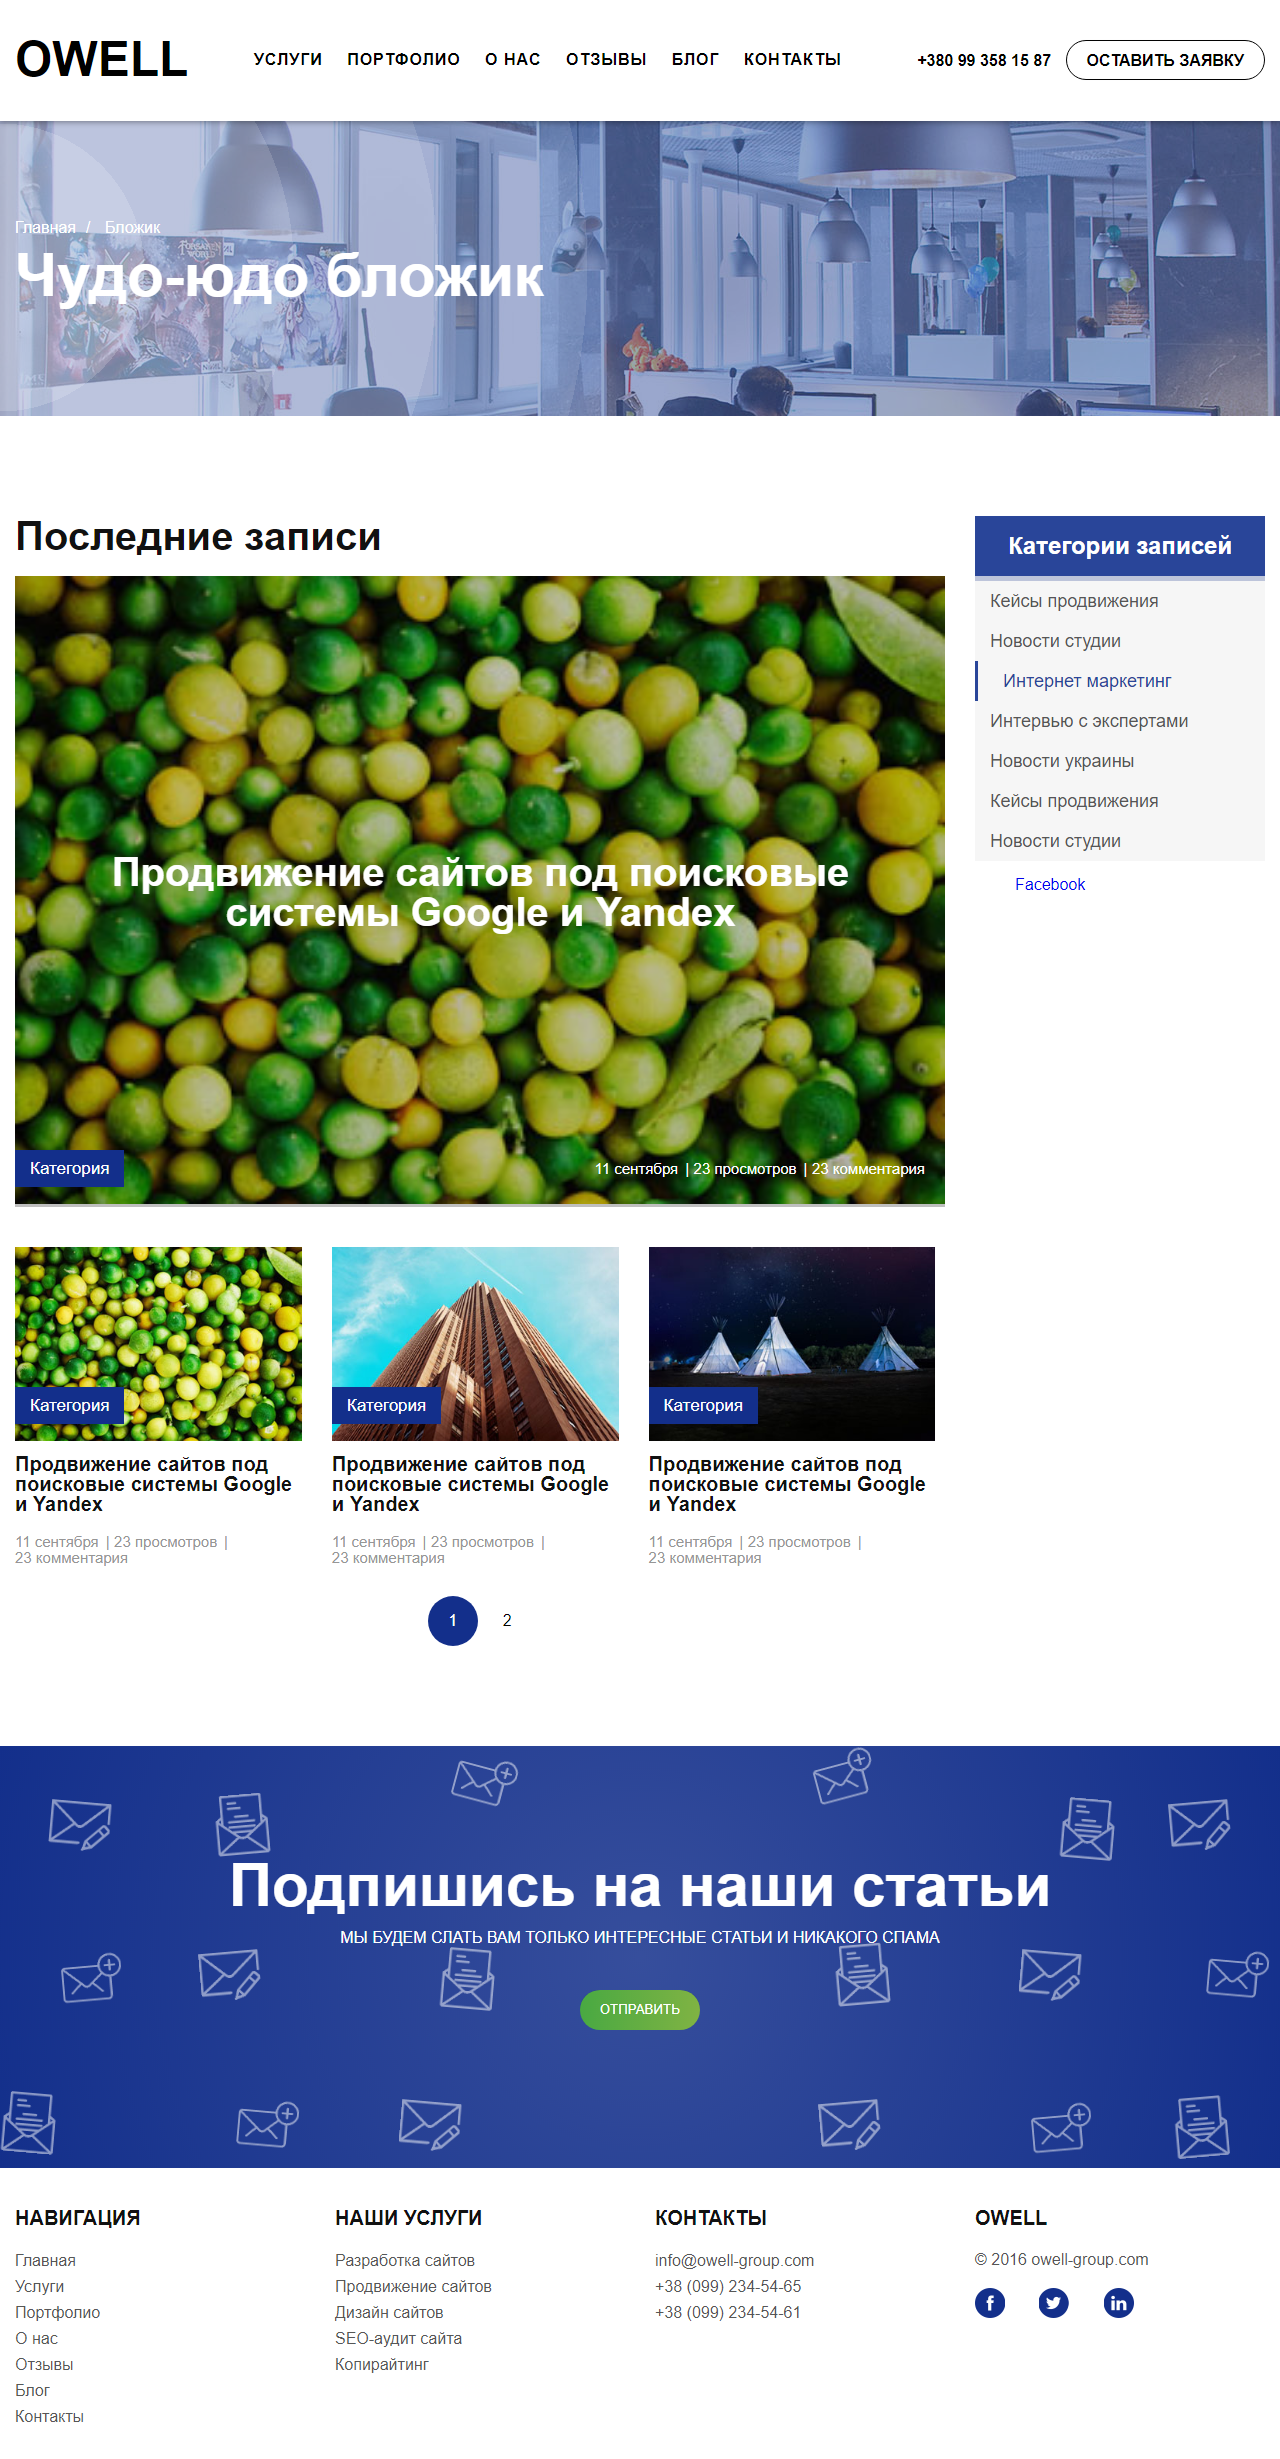 OWELL
УСЛУГИ ПОРТФОЛИО О НАС ОТЗЫВЫ БЛОГ КОНТАКТЫ
+380 99 358 15 87
ОСТАВИТЬ ЗАЯВКУ
Главная / Бложик
FORSAKEN
WORLD
Чудо-юдо бложик
Последние записи
Продвижение сайтов под поисковые
системы Google и Yandex
Категория
11 сентября | 23 просмотров | 23 комментария
Категории записей
Кейсы продвижения
Новости студии
Интернет маркетинг
Интервью с экспертами
Новости украины
Кейсы продвижения
Новости студии
Facebook
Категория
Продвижение сайтов под
поисковые системы Google
и Yandex
11 сентября | 23 просмотров |
23 комментария
Категория
Продвижение сайтов под
поисковые системы Google
и Yandex
11 сентября | 23 просмотров |
23 комментария
Категория
Продвижение сайтов под
поисковые системы Google
и Yandex
11 сентября | 23 просмотров |
23 комментария
1 2
Подпишись на наши статьи
МЫ БУДЕМ СЛАТЬ ВАМ ТОЛЬКО ИНТЕРЕСНЫЕ СТАТЬИ И НИКАКОГО СПАМА
ОТПРАВИТЬ
НАВИГАЦИЯ
Главная
Услуги
Портфолио
О нас
Отзывы
Блог
Контакты
НАШИ УСЛУГИ
Разработка сайтов
Продвижение сайтов
Дизайн сайтов
SEO-аудит сайта
Копирайтинг
КОНТАКТЫ
info@owell-group.com
+38 (099) 234-54-65
+38 (099) 234-54-61
OWELL
© 2016 owell-group.com